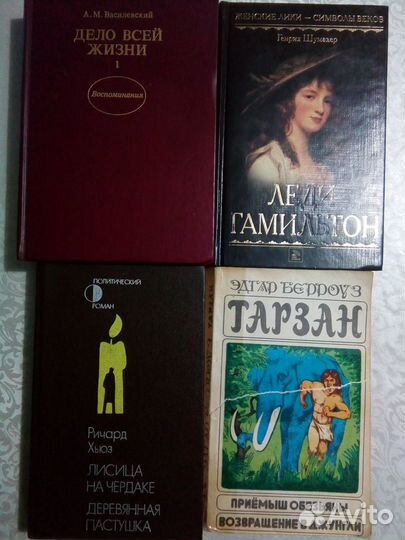 А. М. Василевский
ДЕЛО ВСЕЙ
ЖИЗНИ
1
Воспоминания
ЖЕНСКИЕ ЛИКИ – СИМВОЛЫ ВЕКОВ
Генрих Шумахер
ЛЕДИ
ГАМИЛЬТОН
ПОЛИТИЧЕСКИЙ
РОМАН
Ричард
Хьюз
ЛИСИЦА
НА ЧЕРДАКЕ
ДЕРЕВЯННАЯ
ПАСТУШКА
ЭДГАР БЕРРОУЗ
ТАРЗАН
ПРИЁМЫШ ОБЕЗЬЯН
ВОЗВРАЩЕНИЕ В ДЖУНГЛИ
Avito